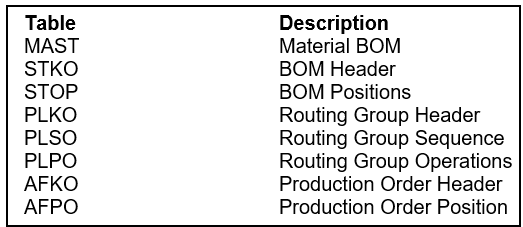 Table Description
MAST Material BOM
STKO BOM Header
STOP BOM Positions
PLKO Routing Group Header
PLSO Routing Group Sequence
PLPO Routing Group Operations
AFKO Production Order Header
AFPO Production Order Position